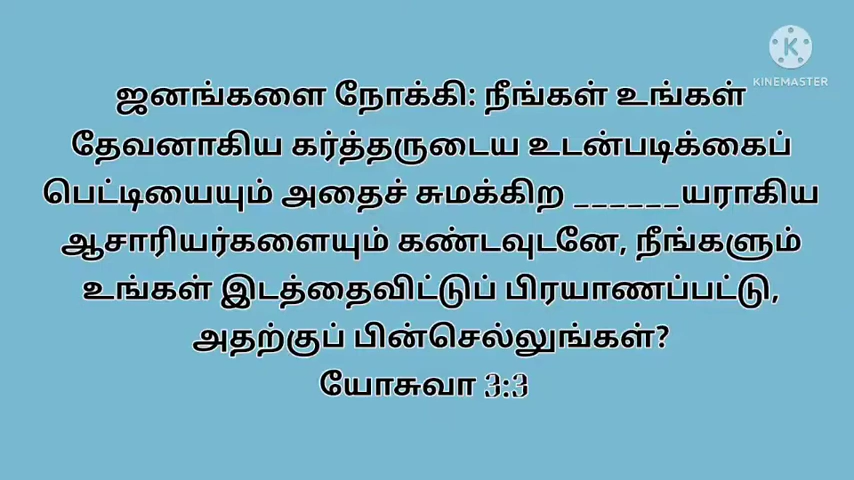 KINEMASTER
ஜனங்களை நோக்கி: நீங்கள் உங்கள்
தேவனாகிய கர்த்தருடைய உடன்படிக்கைப்
பெட்டியையும் அதைச் சுமக்கிற ______யராகிய
ஆசாரியர்களையும் கண்டவுடனே, நீங்களும்
உங்கள் இடத்தைவிட்டுப் பிரயாணப்பட்டு,
அதற்குப் பின்செல்லுங்கள்?
யோசுவா 3:3